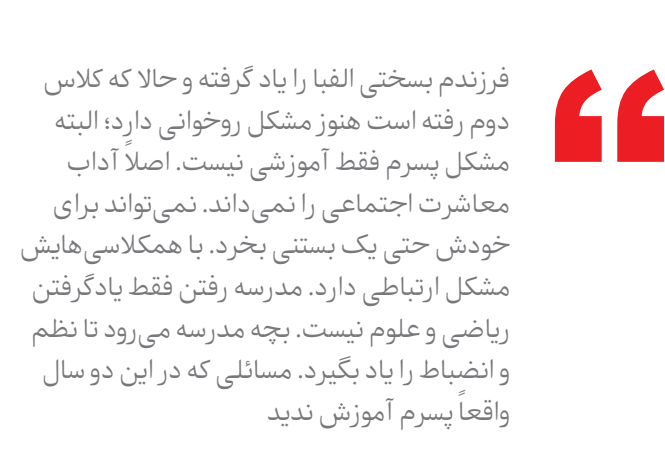 فرزندم بسختی الفبا را یاد گرفته و حالا که کلاس
دوم رفته است هنوز مشکل روخوانی دارد؛ البته
مشکل پسرم فقط آموزشی نیست. اصلاً آداب
معاشرت اجتماعی را نمی‌داند. نمی‌تواند برای
خودش حتی یک بستنی بخرد. با همکلاسی‌هایش
مشکل ارتباطی دارد. مدرسه رفتن فقط یادگرفتن
ریاضی و علوم نیست. بچه مدرسه می‌رود تا نظم
و انضباط را یاد بگیرد. مسائلی که در این دو سال
واقعاً پسرم آموزش ندید